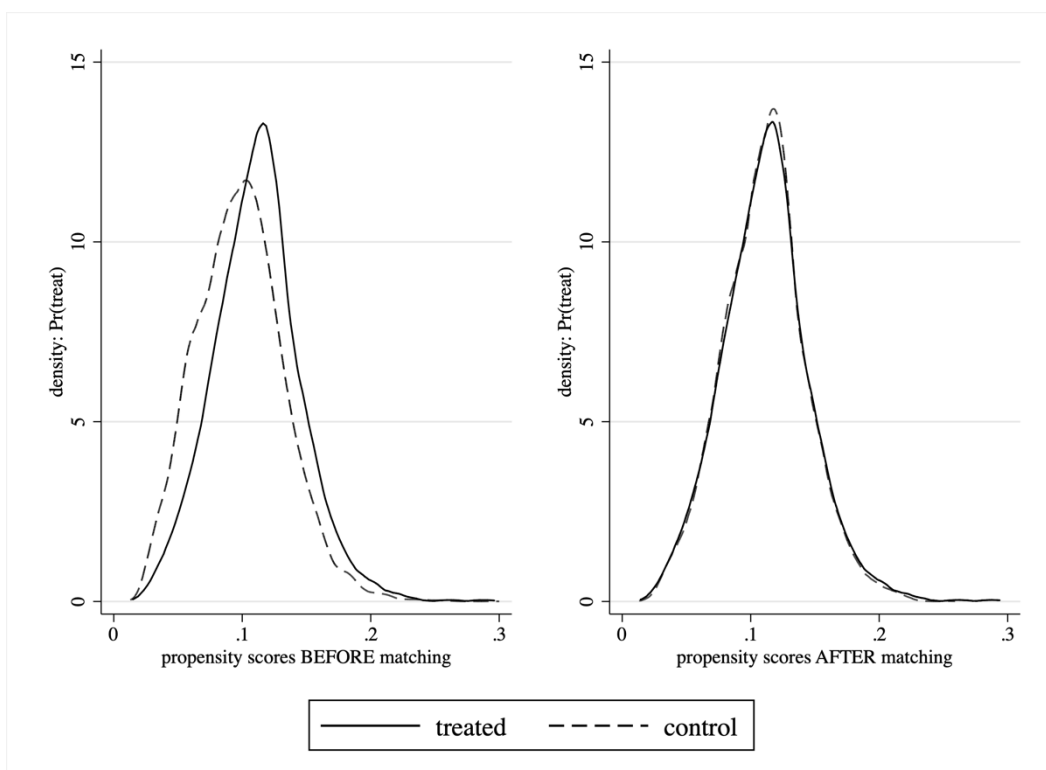 15
10
5
0
density: Pr(treat)
0 .1 .2 .3
propensity scores BEFORE matching
15
10
5
0
density: Pr(treat)
0 .1 .2 .3
propensity scores AFTER matching
treated control